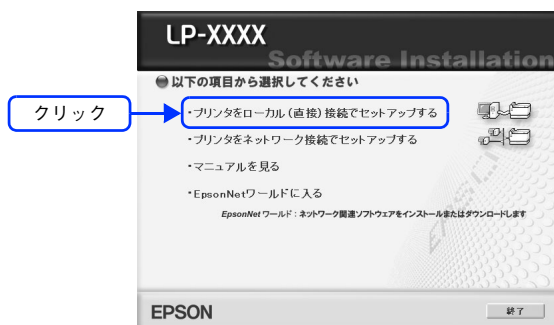 LP-XXXX
Software Installation
以下の項目から選択してください
クリック
・プリンタをローカル(直接)接続でセットアップする
・プリンタをネットワーク接続でセットアップする
・マニュアルを見る
・EpsonNetワールドに入る
EpsonNet ワールド：ネットワーク関連ソフトウェアをインストールまたはダウンロードします
EPSON
EPSON
終了